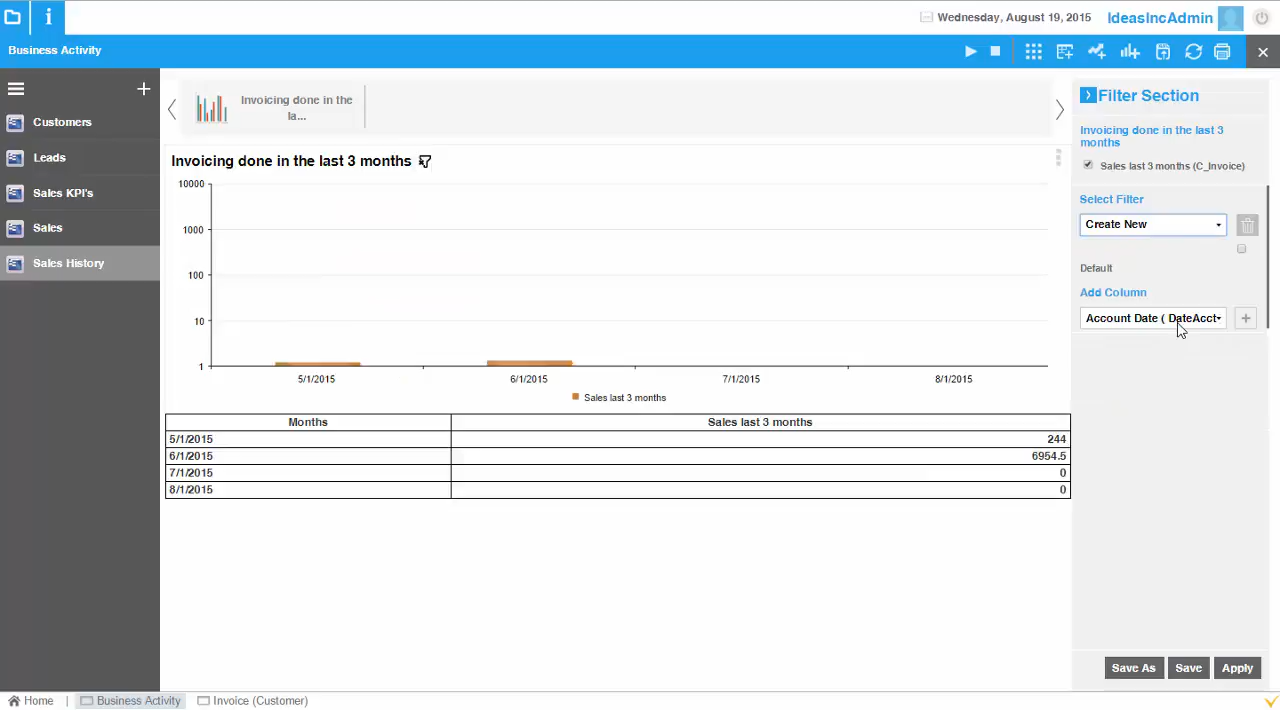 Wednesday, August 19, 2015
IdeasIncAdmin
Business Activity
Customers
Leads
Sales KPI's
Sales
Sales History
Invoicing done in the
la...
Invoicing done in the last 3 months
10000
1000
100
10
1
5/1/2015
6/1/2015
7/1/2015
8/1/2015
Sales last 3 months
Months
Sales last 3 months
5/1/2015
244
6/1/2015
6954.5
7/1/2015
0
8/1/2015
0
Filter Section
Invoicing done in the last 3
months
Sales last 3 months (C_Invoice)
Select Filter
Create New
Default
Add Column
Account Date ( DateAcct
Save As
Save
Apply
Home
Business Activity
Invoice (Customer)